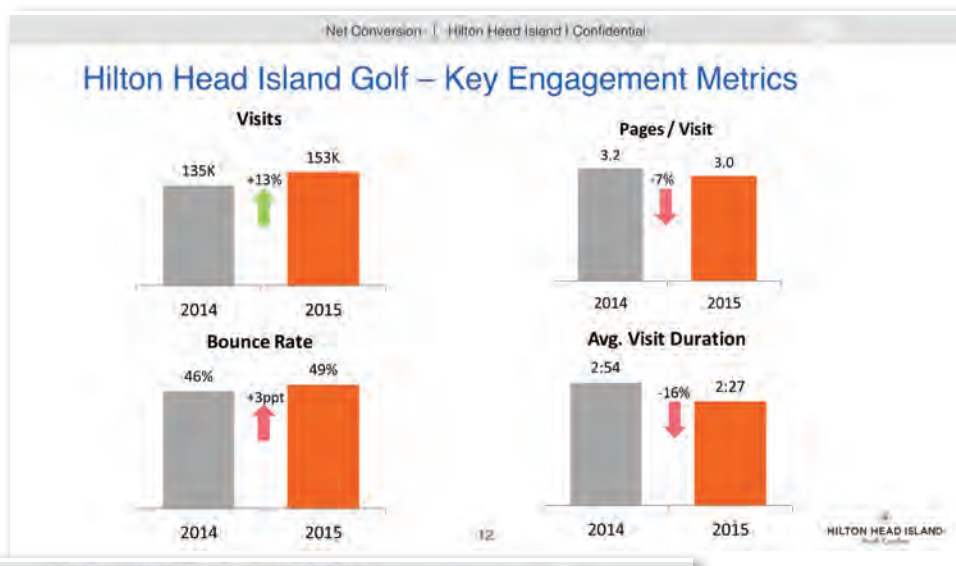 Net Conversion | Hilton Head Island | Confidential
Hilton Head Island Golf – Key Engagement Metrics
Visits
135K
+13%
153K
2014
2015
Pages / Visit
3.2
-7%
3.0
2014
2015
Bounce Rate
46%
+3ppt
49%
2014
2015
Avg. Visit Duration
2:54
-16%
2:27
2014
2015
12
HILTON HEAD ISLAND